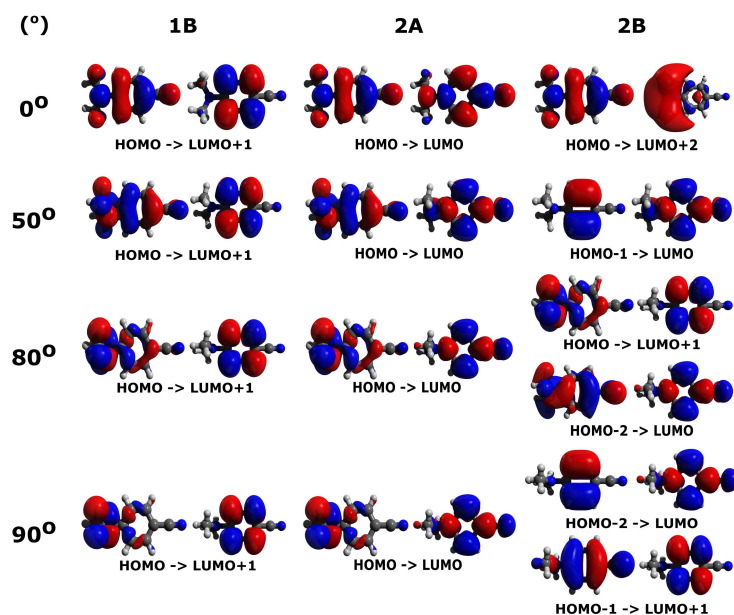 (°) 1B 2A 2B
0º
HOMO -> LUMO+1 HOMO -> LUMO HOMO -> LUMO+2
50º
HOMO -> LUMO+1 HOMO -> LUMO HOMO-1 -> LUMO
80º
HOMO -> LUMO+1
HOMO -> LUMO+1 HOMO -> LUMO
HOMO-2 -> LUMO
90º
HOMO-2 -> LUMO
HOMO -> LUMO+1 HOMO -> LUMO
HOMO-1 -> LUMO+1